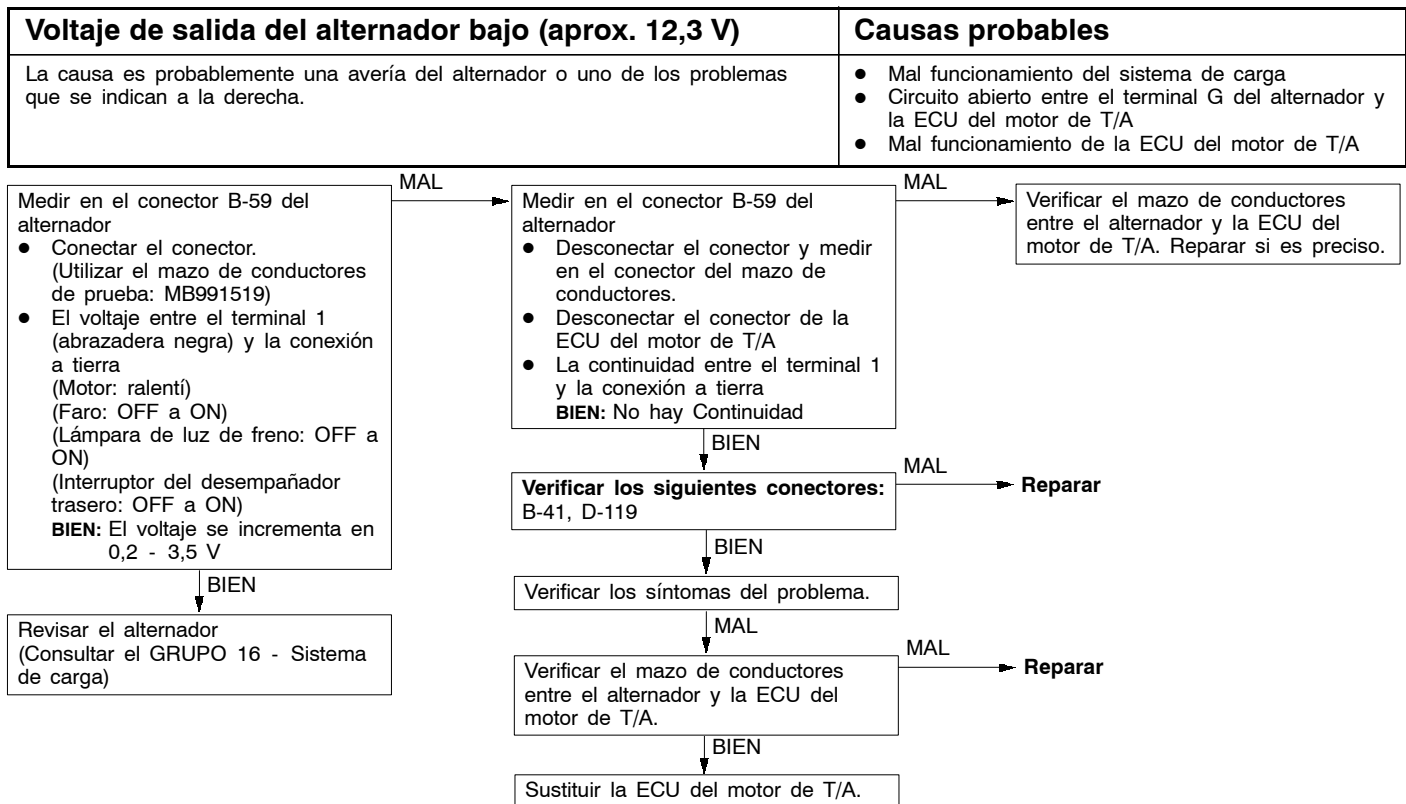 Voltaje de salida del alternador bajo (aprox. 12,3 V)
Causas probables
La causa es probablemente una avería del alternador o uno de los problemas
que se indican a la derecha.
● Mal funcionamiento del sistema de carga
● Circuito abierto entre el terminal G del alternador y
la ECU del motor de T/A
● Mal funcionamiento de la ECU del motor de T/A
Medir en el conector B-59 del
alternador
● Conectar el conector.
(Utilizar el mazo de conductores
de prueba: MB991519)
● El voltaje entre el terminal 1
(abrazadera negra) y la conexión
a tierra
(Motor: ralentí)
(Faro: OFF a ON)
(Lámpara de luz de freno: OFF a
ON)
(Interruptor del desempañador
trasero: OFF a ON)
BIEN: El voltaje se incrementa en
0,2 - 3,5 V
MAL
BIEN
Revisar el alternador
(Consultar el GRUPO 16 - Sistema
de carga)
Medir en el conector B-59 del
alternador
● Desconectar el conector y medir
en el conector del mazo de
conductores.
● Desconectar el conector de la
ECU del motor de T/A
● La continuidad entre el terminal 1
y la conexión a tierra
BIEN: No hay Continuidad
MAL
Verificar el mazo de conductores
entre el alternador y la ECU del
motor de T/A. Reparar si es preciso.
BIEN
Verificar los siguientes conectores:
B-41, D-119
MAL
Reparar
BIEN
Verificar los síntomas del problema.
MAL
Verificar el mazo de conductores
entre el alternador y la ECU del
motor de T/A.
MAL
Reparar
BIEN
Sustituir la ECU del motor de T/A.